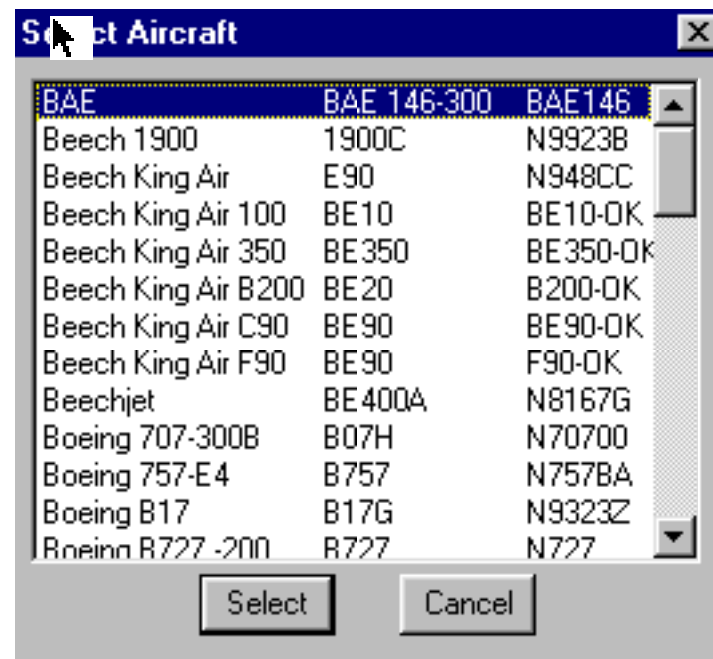 S ct Aircraft
BAE BAE 146-300 BAE146
Beech 1900 1900C N9923B
Beech King Air E90 N948CC
Beech King Air 100 BE10 BE10-OK
Beech King Air 350 BE350 BE350-OK
Beech King Air B200 BE20 B200-OK
Beech King Air C90 BE90 BE90-OK
Beech King Air F90 BE90 F90-OK
Beechjet BE400A N8167G
Boeing 707-300B B07H N70700
Boeing 757-E4 B757 N757BA
Boeing B17 B17G N9323Z
Boeing B727 -200 B727 N727
Select Cancel